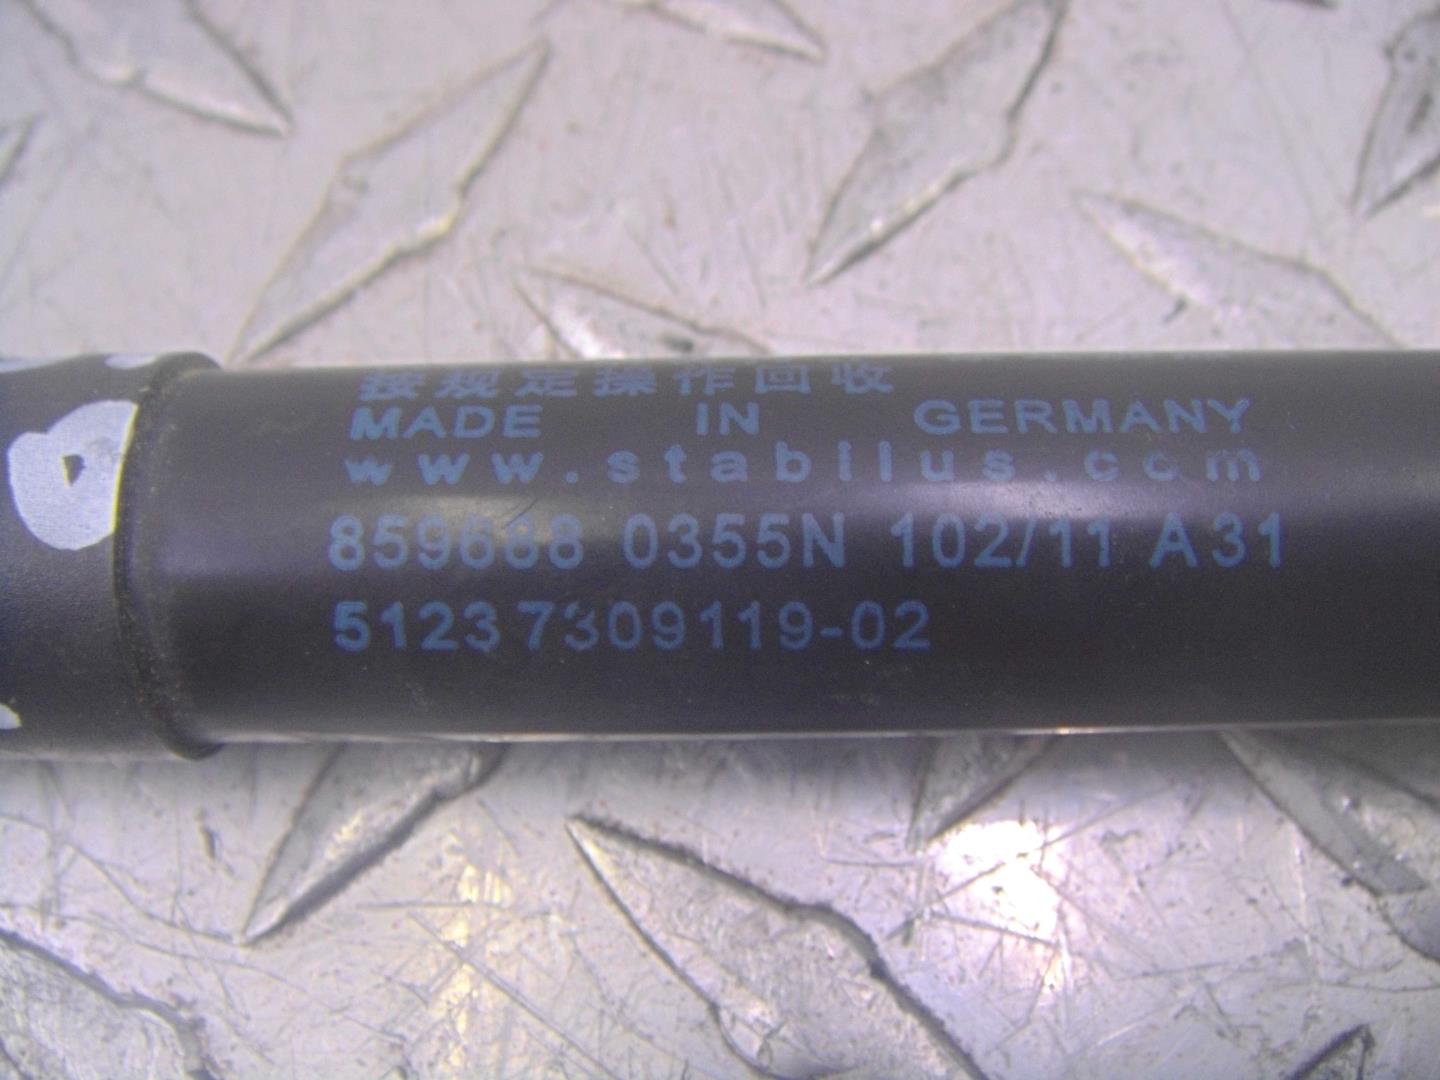 按规定操作回收
MADE IN GERMANY
www.stabilus.com
859688 0355N 102/11 A31
51237309119-02